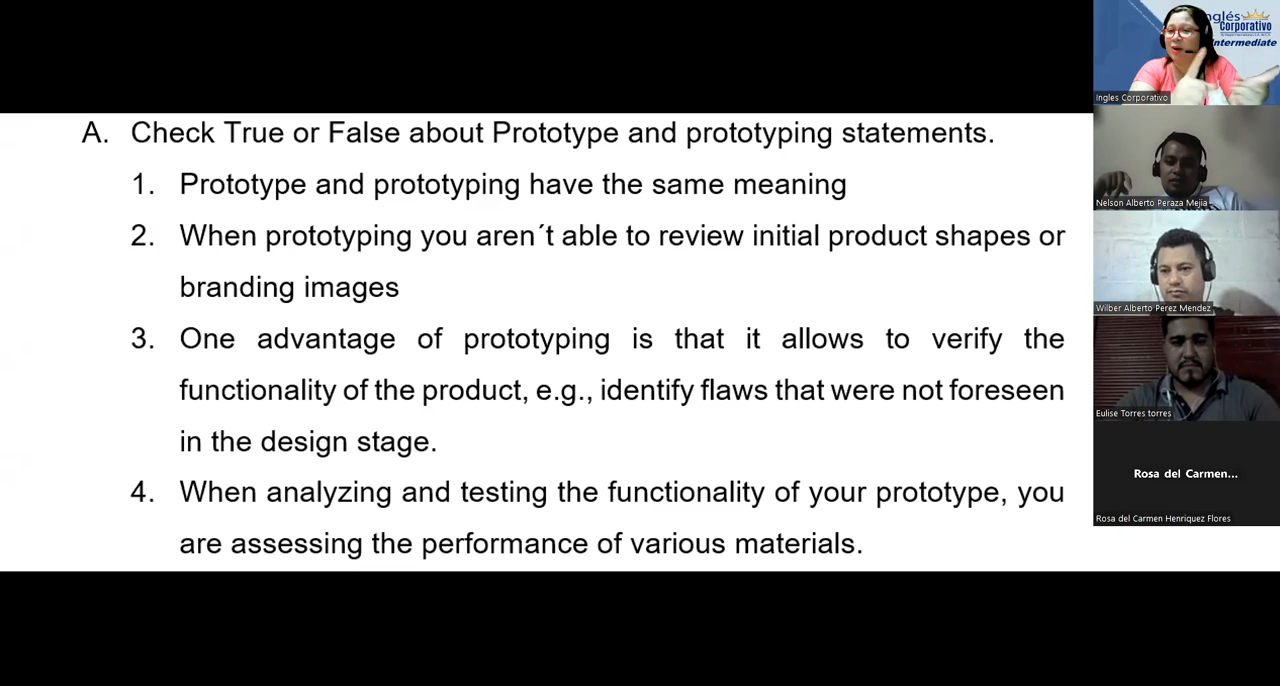 A. Check True or False about Prototype and prototyping statements.
1. Prototype and prototyping have the same meaning
2. When prototyping you aren´t able to review initial product shapes or
branding images
3. One advantage of prototyping is that it allows to verify the
functionality of the product, e.g., identify flaws that were not foreseen
in the design stage.
4. When analyzing and testing the functionality of your prototype, you
are assessing the performance of various materials.
Inglés
Corporativo
Intermediate
Ingles Corporativo
Nelson Alberto Peraza Mejia
Wilber Alberto Perez Mendez
Eulise Torres torres
Rosa del Carmen...
Rosa del Carmen Henriquez Flores